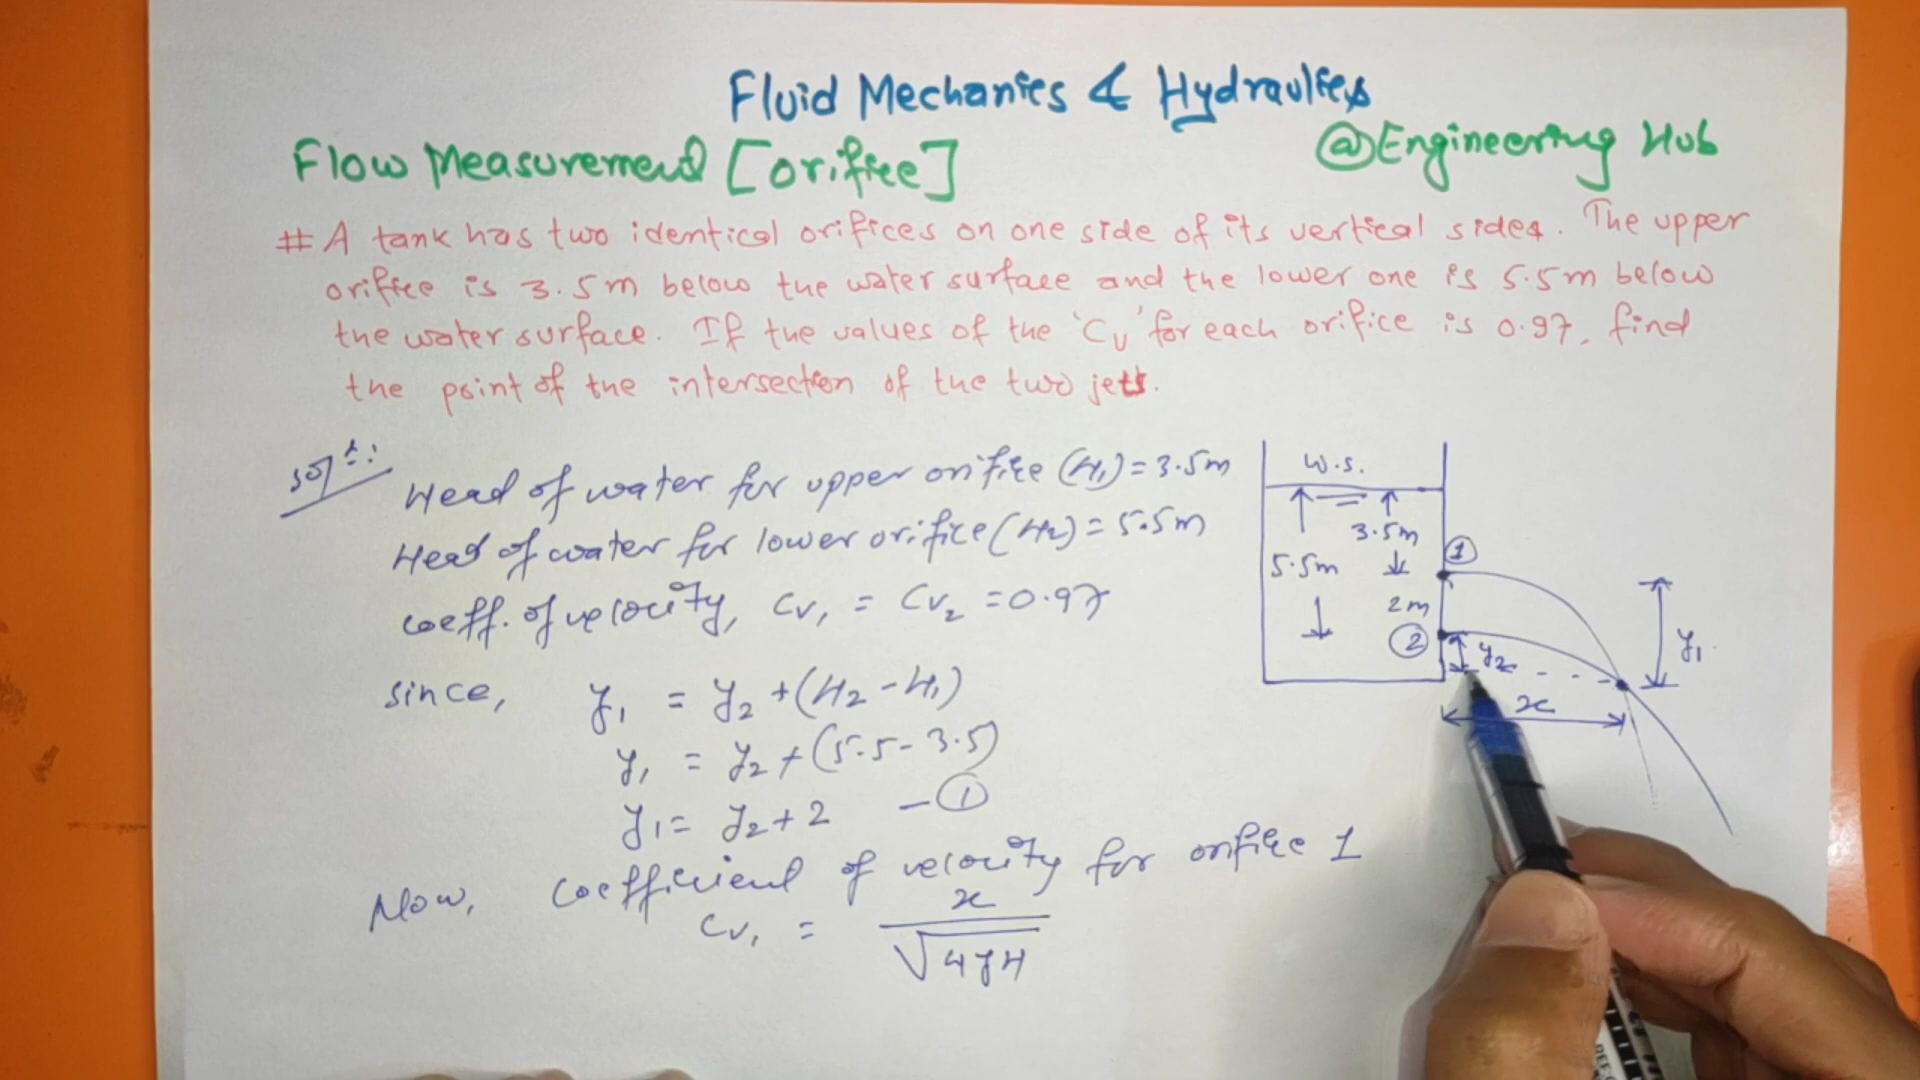 Fluid Mechanics & Hydraulics
Flow Measurement [orifice]
@Engineering Hub
# A tank has two identical orifices on one side of its vertical sides. The upper
orifice is 3.5m below the water surface and the lower one is 5.5m below
the water surface. If the values of the 'Cv' for each orifice is 0.97, find
the point of the intersection of the two jets.
solⁿ:
Head of water for upper orifice (H₁) = 3.5m
Head of water for lower orifice (H₂) = 5.5m
coeff. of velocity, Cv₁ = Cv₂ = 0.97
since, y₁ = y₂ + (H₂ - H₁)
y₁ = y₂ + (5.5 - 3.5)
y₁ = y₂ + 2 - ①
Now, coefficient of velocity for orifice 1
Cv₁ = x / √4yH
W.S.
3.5m
5.5m
①
2m
②
y₂
y₁
x